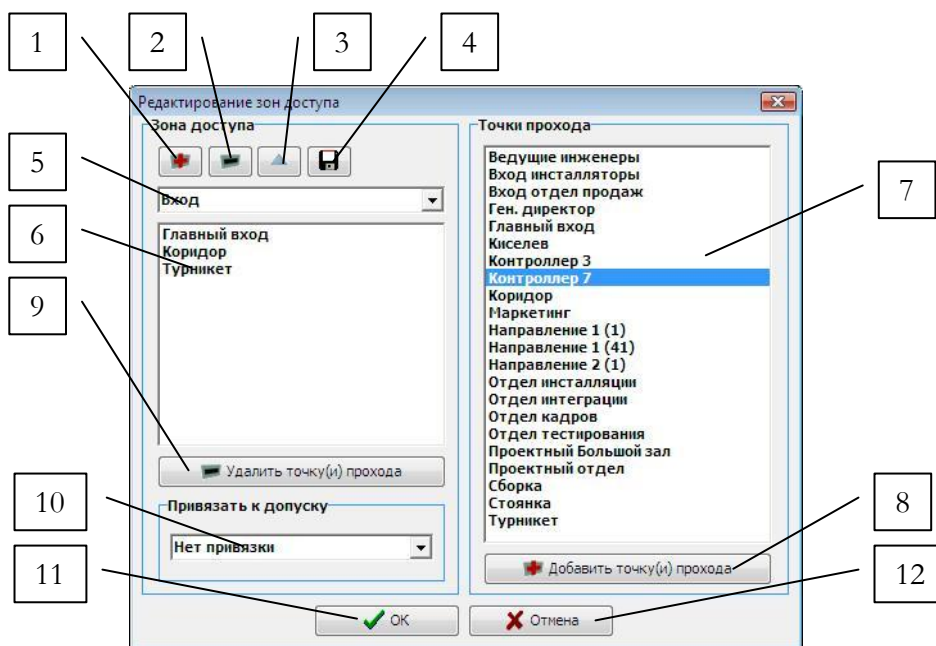 1
2
3
4
Редактирование зон доступа
Зона доступа
Точки прохода
5
Вход
6
Главный вход
Коридор
Турникет
9
Удалить точку(и) прохода
10
Привязать к допуску
Нет привязки
11
Ведущие инженеры
Вход инсталляторы
Вход отдел продаж
Ген. директор
Главный вход
Киселев
Контроллер 3
Контроллер 7
Коридор
Маркетинг
Направление 1 (1)
Направление 1 (41)
Направление 2 (1)
Отдел инсталляции
Отдел интеграции
Отдел кадров
Отдел тестирования
Проектный Большой зал
Проектный отдел
Сборка
Стоянка
Турникет
7
8
Добавить точку(и) прохода
12
ОК
Отмена